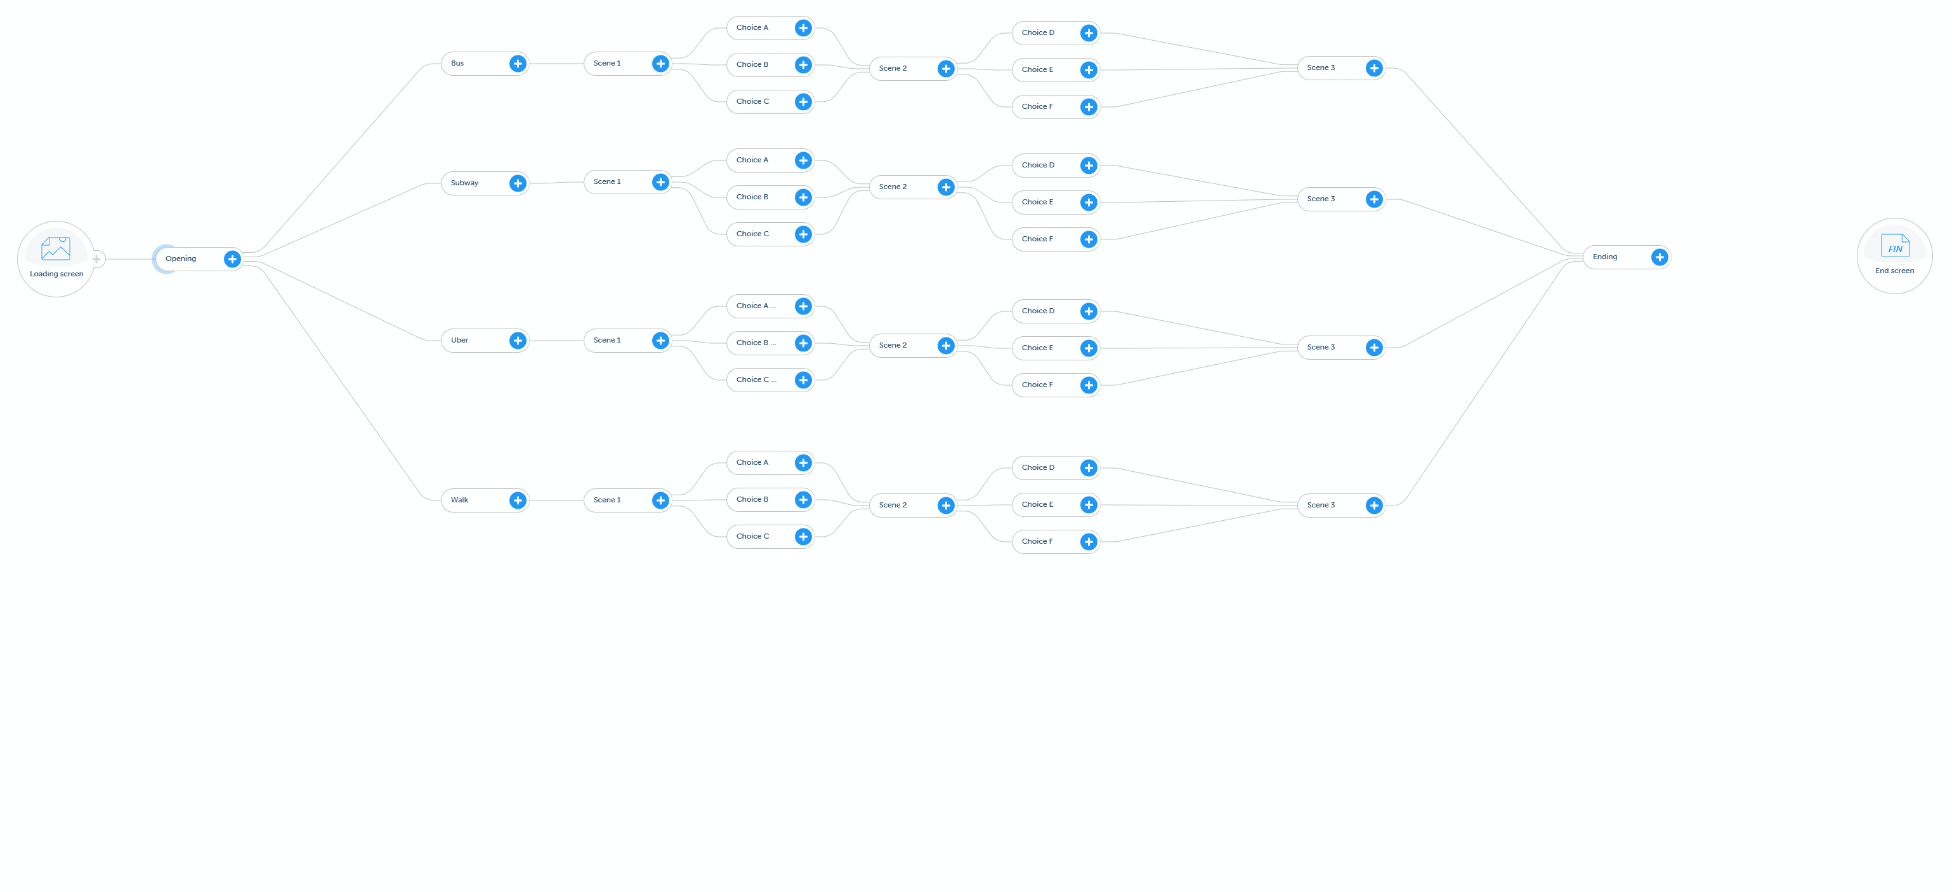 Loading screen
Opening
Bus
Scene 1
Choice A
Choice B
Choice C
Scene 2
Choice D
Choice E
Choice F
Scene 3
Subway
Scene 1
Choice A
Choice B
Choice C
Scene 2
Choice D
Choice E
Choice F
Scene 3
Uber
Scene 1
Choice A ...
Choice B ...
Choice C ...
Scene 2
Choice D
Choice E
Choice F
Scene 3
Walk
Scene 1
Choice A
Choice B
Choice C
Scene 2
Choice D
Choice E
Choice F
Scene 3
Ending
FIN
End screen